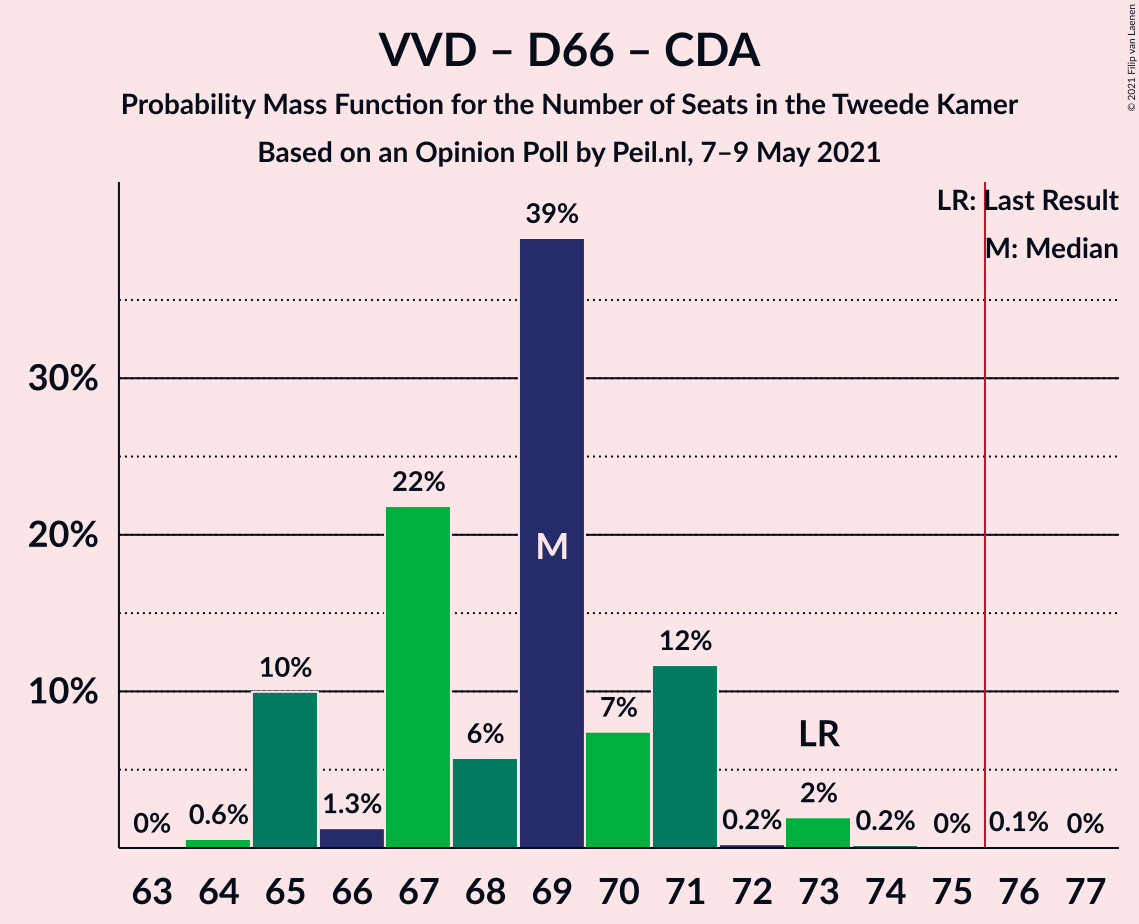 VVD – D66 – CDA
Probability Mass Function for the Number of Seats in the Tweede Kamer
Based on an Opinion Poll by Peil.nl, 7–9 May 2021
© 2021 Filip van Laenen
LR: Last Result
M: Median
39%
30%
22%
20%
M
12%
10%
10%
7%
6%
LR
2%
1.3%
0%
0.6%
0.2%
0.2%
0%
0.1%
0%
63 64 65 66 67 68 69 70 71 72 73 74 75 76 77